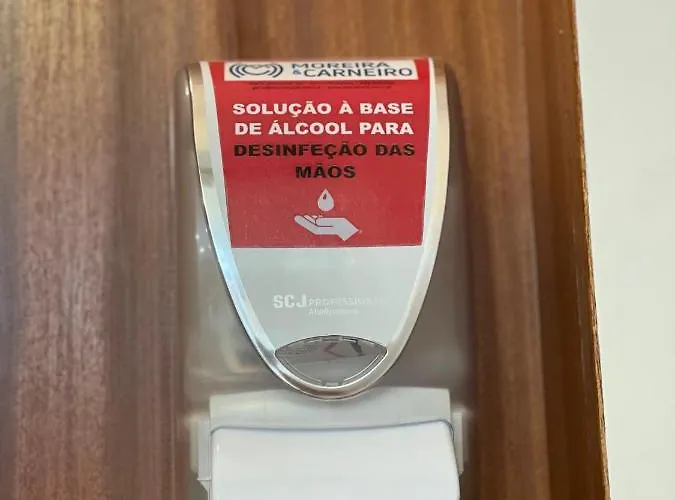 MOREIRA
& CARNEIRO
SOLUÇÃO À BASE
DE ÁLCOOL PARA
DESINFEÇÃO DAS
MÃOS
SCJ PROFESSIONAL